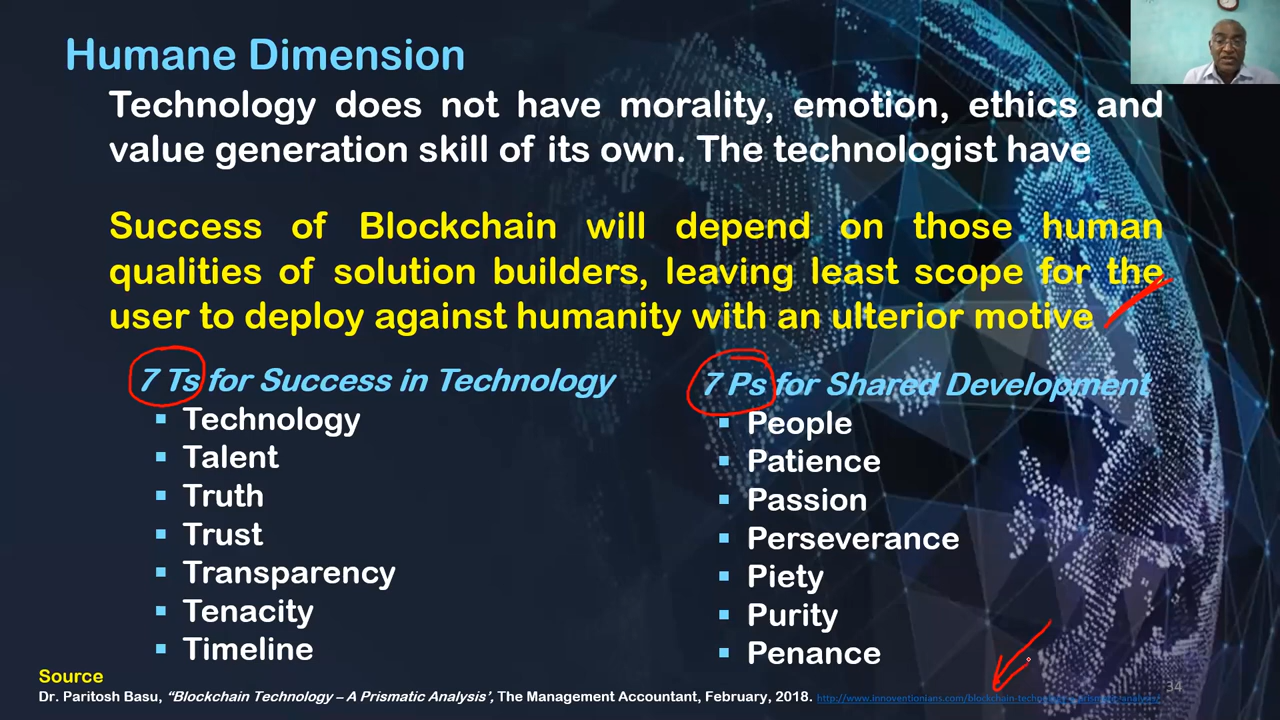 Humane Dimension
Technology does not have morality, emotion, ethics and
value generation skill of its own. The technologist have
Success of Blockchain will depend on those human
qualities of solution builders, leaving least scope for the
user to deploy against humanity with an ulterior motive
7 Ts for Success in Technology
▪ Technology
▪ Talent
▪ Truth
▪ Trust
▪ Transparency
▪ Tenacity
▪ Timeline
7 Ps for Shared Development
▪ People
▪ Patience
▪ Passion
▪ Perseverance
▪ Piety
▪ Purity
▪ Penance
Source
Dr. Paritosh Basu, “Blockchain Technology – A Prismatic Analysis’, The Management Accountant, February, 2018.
34